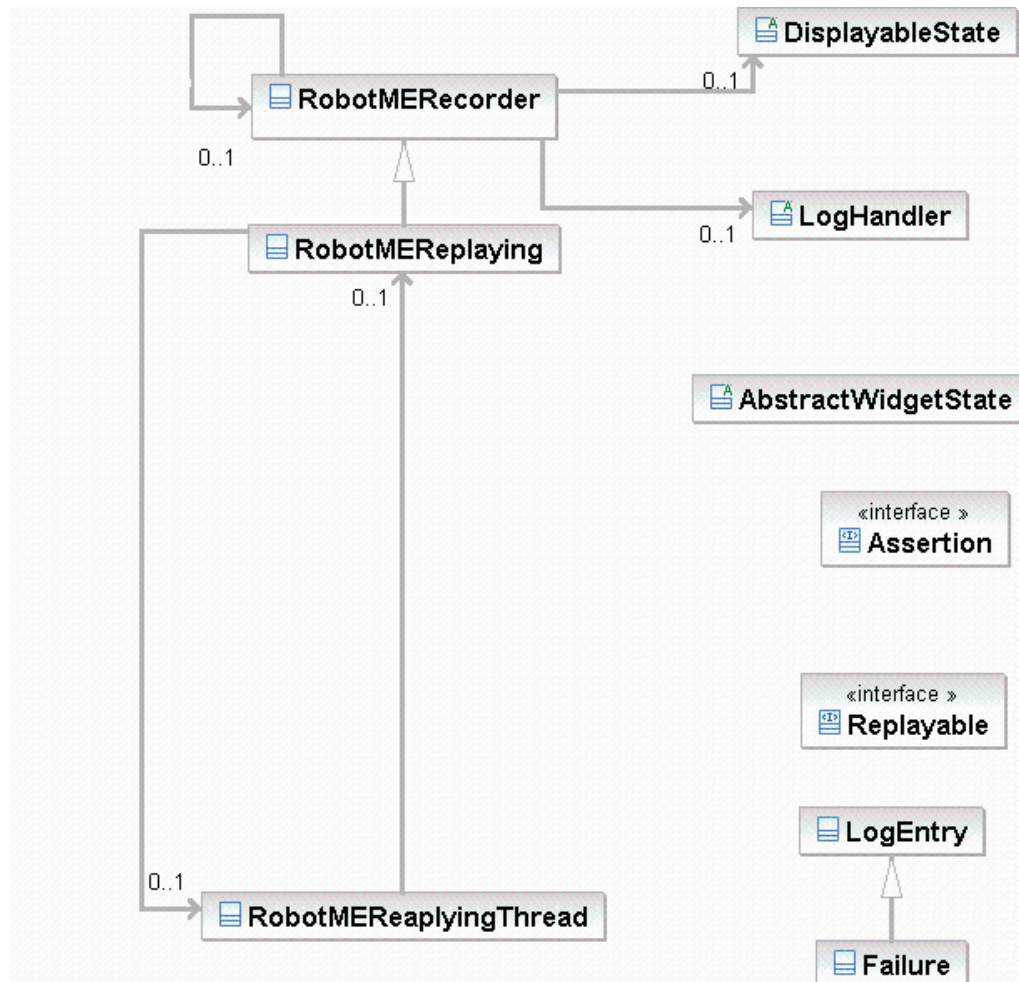 DisplayableState
0..1
RobotMERecorder
0..1
LogHandler
0..1
RobotMEReplaying
0..1
AbstractWidgetState
«interface »
Assertion
«interface »
Replayable
LogEntry
0..1
RobotMEReaplyingThread
Failure